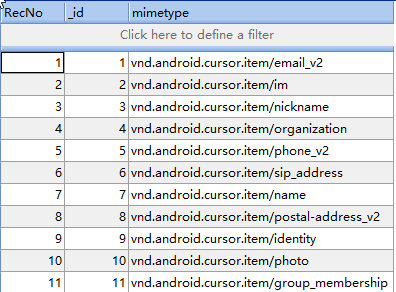 RecNo _id mimetype
Click here to define a filter
1 1 vnd.android.cursor.item/email_v2
2 2 vnd.android.cursor.item/im
3 3 vnd.android.cursor.item/nickname
4 4 vnd.android.cursor.item/organization
5 5 vnd.android.cursor.item/phone_v2
6 6 vnd.android.cursor.item/sip_address
7 7 vnd.android.cursor.item/name
8 8 vnd.android.cursor.item/postal-address_v2
9 9 vnd.android.cursor.item/identity
10 10 vnd.android.cursor.item/photo
11 11 vnd.android.cursor.item/group_membership